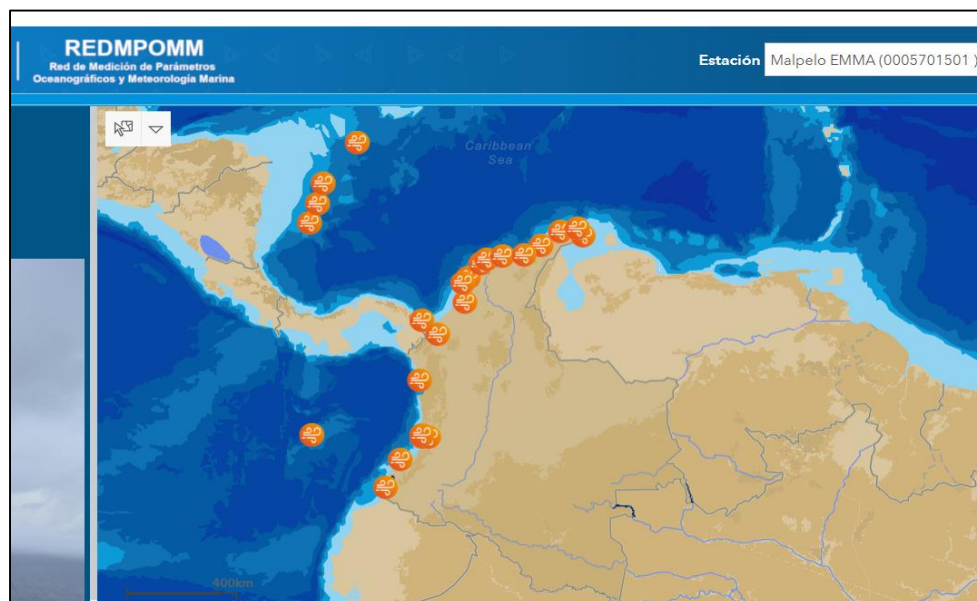 REDMPOMM
Red de Medición de Parámetros
Oceanográficos y Meteorología Marina
Estación
Malpelo EMMA (0005701501 )
Caribbean
Sea
400km